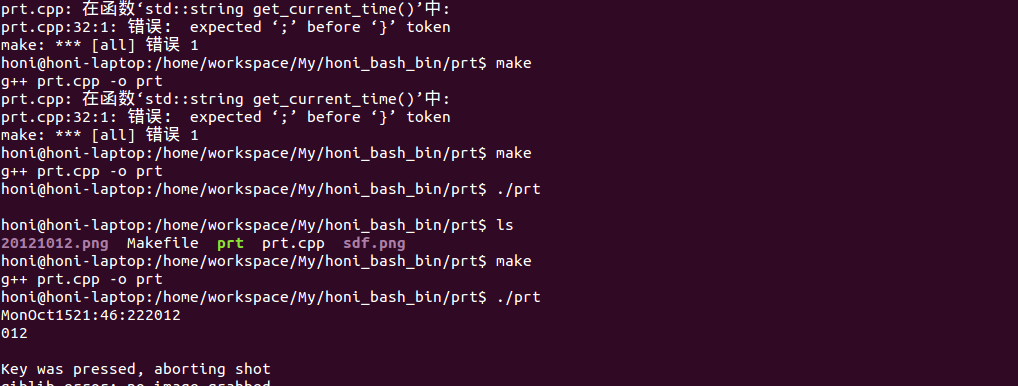 prt.cpp: 在函数‘std::string get_current_time()’中:
prt.cpp:32:1: 错误: expected ‘;’ before ‘}’ token
make: *** [all] 错误 1
honi@honi-laptop:/home/workspace/My/honi_bash_bin/prt$ make
g++ prt.cpp -o prt
prt.cpp: 在函数‘std::string get_current_time()’中:
prt.cpp:32:1: 错误: expected ‘;’ before ‘}’ token
make: *** [all] 错误 1
honi@honi-laptop:/home/workspace/My/honi_bash_bin/prt$ make
g++ prt.cpp -o prt
honi@honi-laptop:/home/workspace/My/honi_bash_bin/prt$ ./prt
honi@honi-laptop:/home/workspace/My/honi_bash_bin/prt$ ls
20121012.png Makefile prt prt.cpp sdf.png
honi@honi-laptop:/home/workspace/My/honi_bash_bin/prt$ make
g++ prt.cpp -o prt
honi@honi-laptop:/home/workspace/My/honi_bash_bin/prt$ ./prt
MonOct1521:46:222012
012
Key was pressed, aborting shot
giblib error: no image grabbed